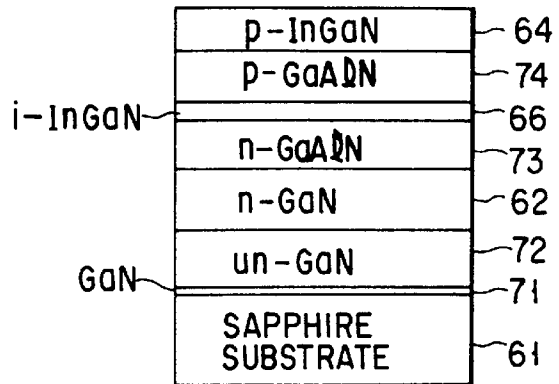 p-InGaN 64
p-GaAlN 74
i-InGaN 66
n-GaAlN 73
n-GaN 62
un-GaN 72
GaN 71
SAPPHIRE
SUBSTRATE 61